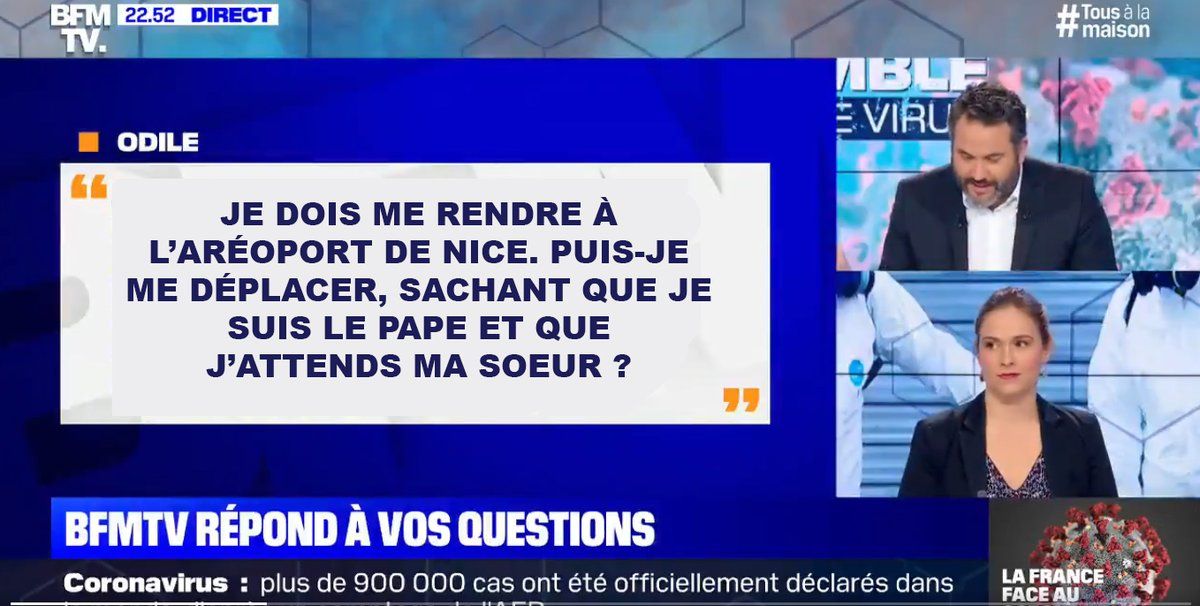 BFM
TV.
22.52 DIRECT
#Tous à la
maison
MBLE
E VIRU
ODILE
“
JE DOIS ME RENDRE À
L’ARÉOPORT DE NICE. PUIS-JE
ME DÉPLACER, SACHANT QUE JE
SUIS LE PAPE ET QUE
J’ATTENDS MA SOEUR ?
”
BFMTV RÉPOND À VOS QUESTIONS
Coronavirus : plus de 900 000 cas ont été officiellement déclarés dans
LA FRANCE
FACE AU